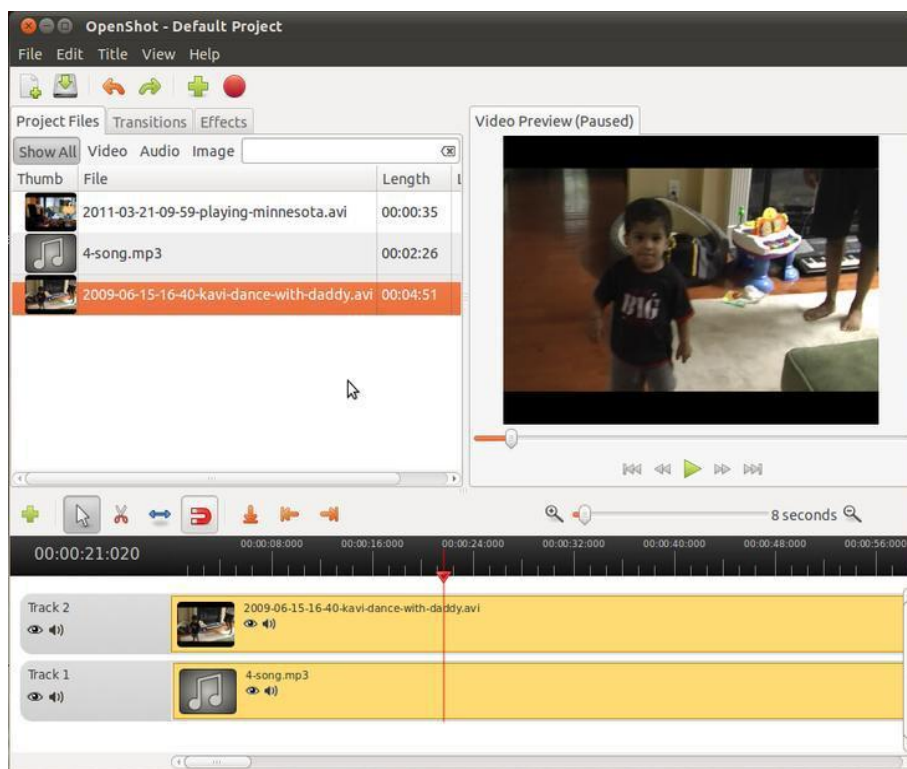 OpenShot - Default Project
File Edit Title View Help
Project Files Transitions Effects
Video Preview (Paused)
Show All Video Audio Image
Thumb File Length
2011-03-21-09-59-playing-minnesota.avi 00:00:35
4-song.mp3 00:02:26
2009-06-15-16-40-kavi-dance-with-daddy.avi 00:04:51
BIG
8 seconds
00:00:21:020
00:00:08:000 00:00:16:000 00:00:24:000 00:00:32:000 00:00:40:000 00:00:48:000 00:00:56:000
Track 2
2009-06-15-16-40-kavi-dance-with-daddy.avi
Track 1
4-song.mp3